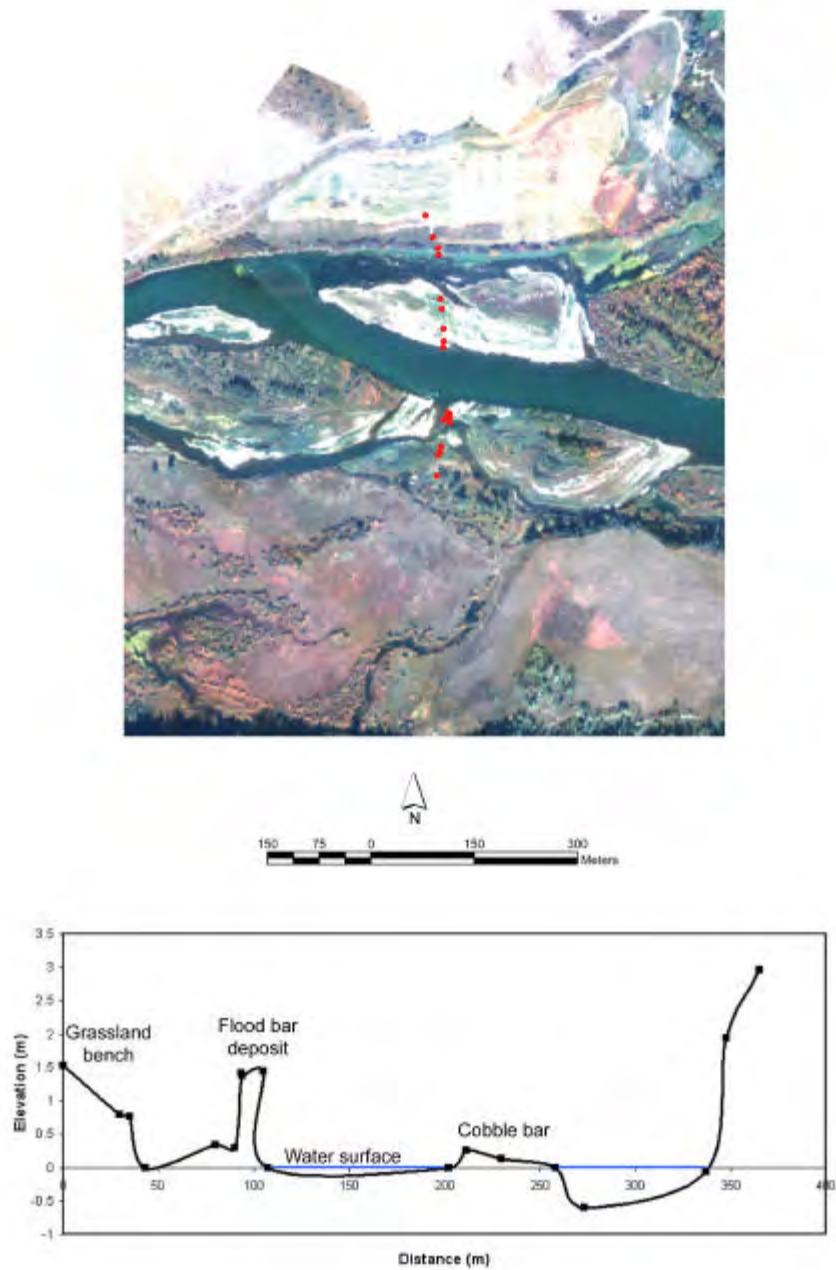 N
150 75 0 150 300
Meters
3.5
3
2.5
2
1.5
1
0.5
0
-0.5
-1
Elevation (m)
Grassland
bench
Flood bar
deposit
Water surface
Cobble bar
0 50 100 150 200 250 300 350 400
Distance (m)